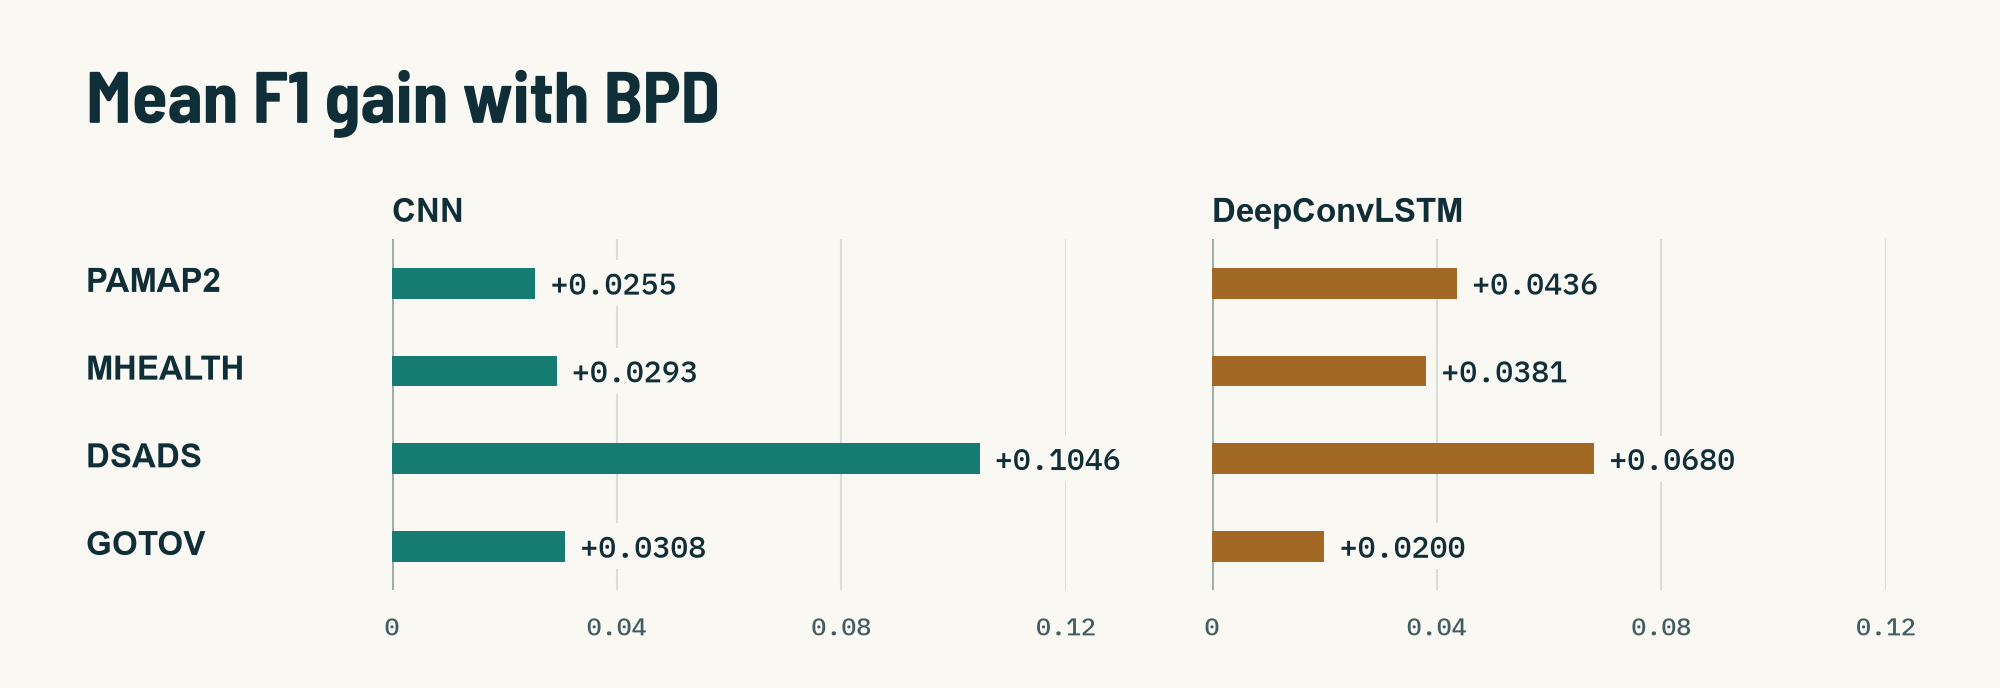 Mean F1 gain with BPD
CNN
DeepConvLSTM
PAMAP2 +0.0255 +0.0436
MHEALTH +0.0293 +0.0381
DSADS +0.1046 +0.0680
GOTOV +0.0308 +0.0200
0 0.04 0.08 0.12 0 0.04 0.08 0.12